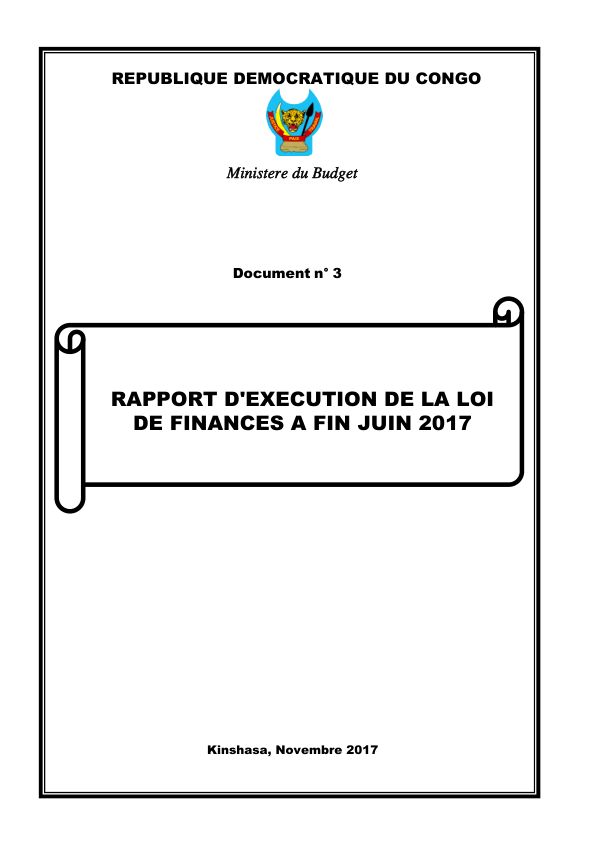 REPUBLIQUE DEMOCRATIQUE DU CONGO
PAIX
Ministere du Budget
Document n° 3
RAPPORT D'EXECUTION DE LA LOI
DE FINANCES A FIN JUIN 2017
Kinshasa, Novembre 2017